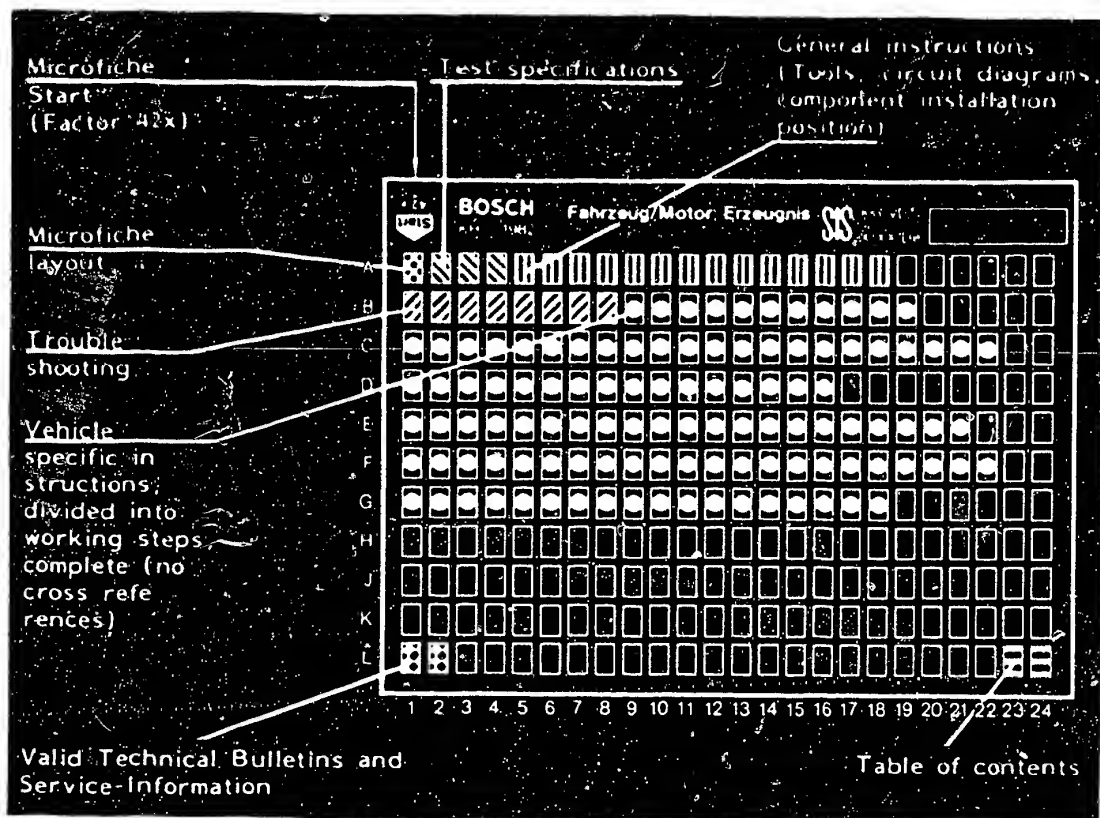 Microfiche
Start
(Factor 42x)
Test specifications
General instructions
(Tools, circuit diagrams,
component installation
position)
42x
START
BOSCH
Fahrzeug/Motor: Erzeugnis
SIS
Microfiche
layout
Trouble
shooting
Vehicle
specific in
structions,
divided into
working steps
complete (no
cross refe
rences)
A
B
C
D
E
F
G
H
J
K
L
1 2 3 4 5 6 7 8 9 10 11 12 13 14 15 16 17 18 19 20 21 22 23 24
Valid Technical Bulletins and
Service-Information
Table of contents